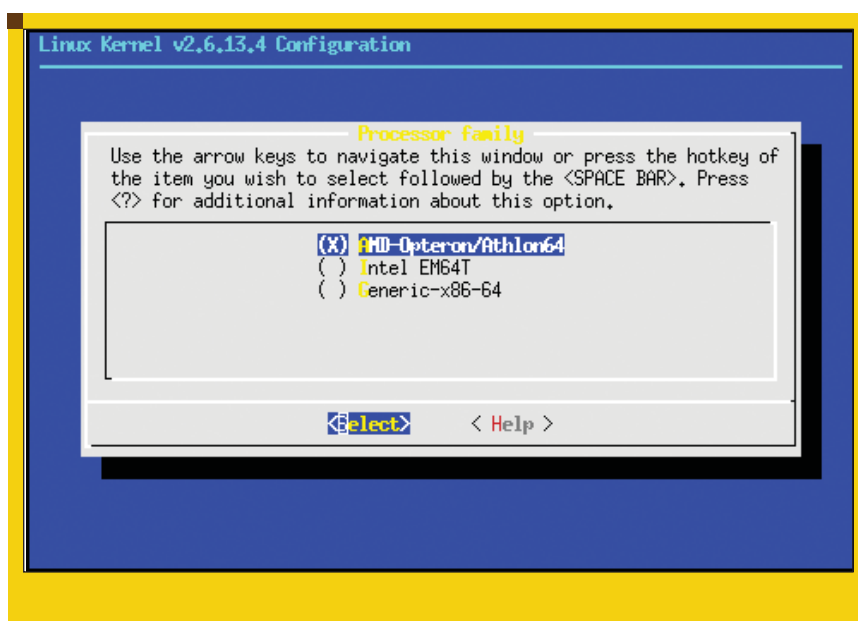 Linux Kernel v2.6.13.4 Configuration
Processor family
Use the arrow keys to navigate this window or press the hotkey of
the item you wish to select followed by the <SPACE BAR>. Press
<?> for additional information about this option.
(X) AMD-Opteron/Athlon64
( ) Intel EM64T
( ) Generic-x86-64
<Select> < Help >